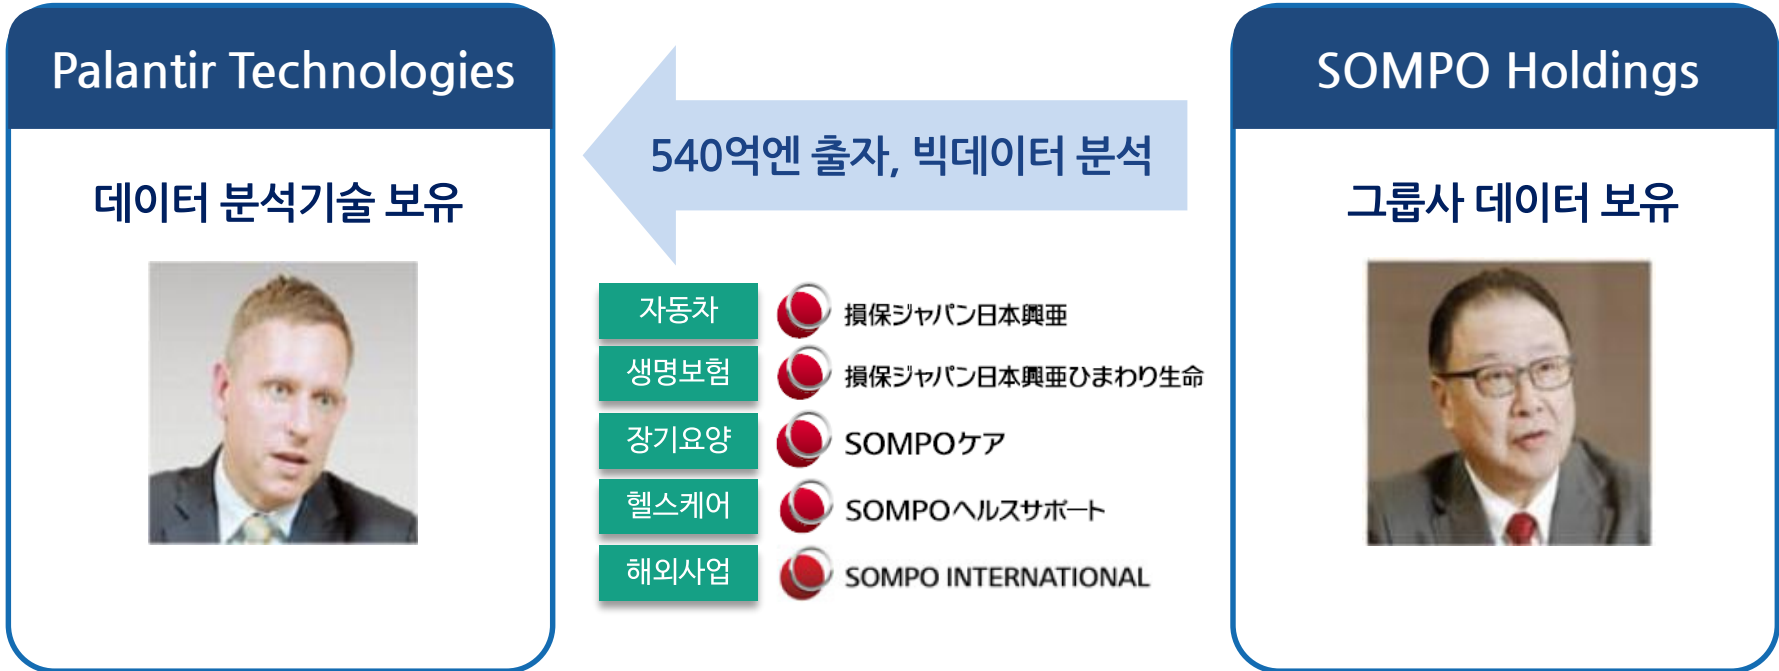 Palantir Technologies
데이터 분석기술 보유
540억엔 출자, 빅데이터 분석
SOMPO Holdings
그룹사 데이터 보유
자동차 損保ジャパン日本興亜
생명보험 損保ジャパン日本興亜ひまわり生命
장기요양 SOMPOケア
헬스케어 SOMPOヘルスサポート
해외사업 SOMPO INTERNATIONAL